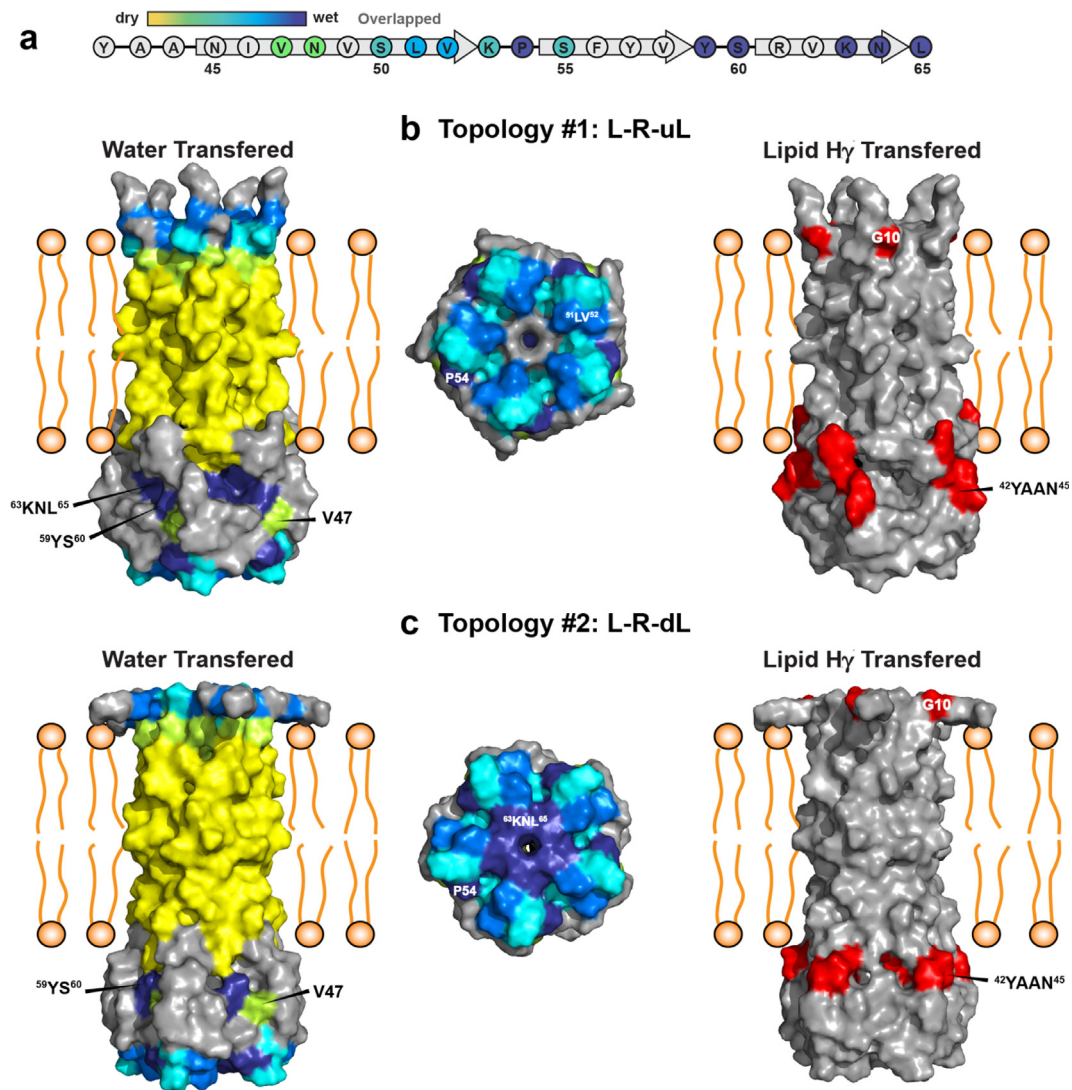 dry wet Overlapped
a
Y A A N I V N V S L V K P S F Y V Y S R V K N L
45 50 55 60 65
b Topology #1: L-R-uL
Water Transfered
Lipid Hγ Transfered
G10
⁹¹LV⁵²
P54
⁶³KNL⁶⁵
⁵⁹YS⁶⁰
V47
⁴²YAAN⁴⁵
c Topology #2: L-R-dL
Water Transfered
Lipid Hγ Transfered
G10
⁶³KNL⁶⁵
P54
⁵⁹YS⁶⁰
V47
⁴²YAAN⁴⁵